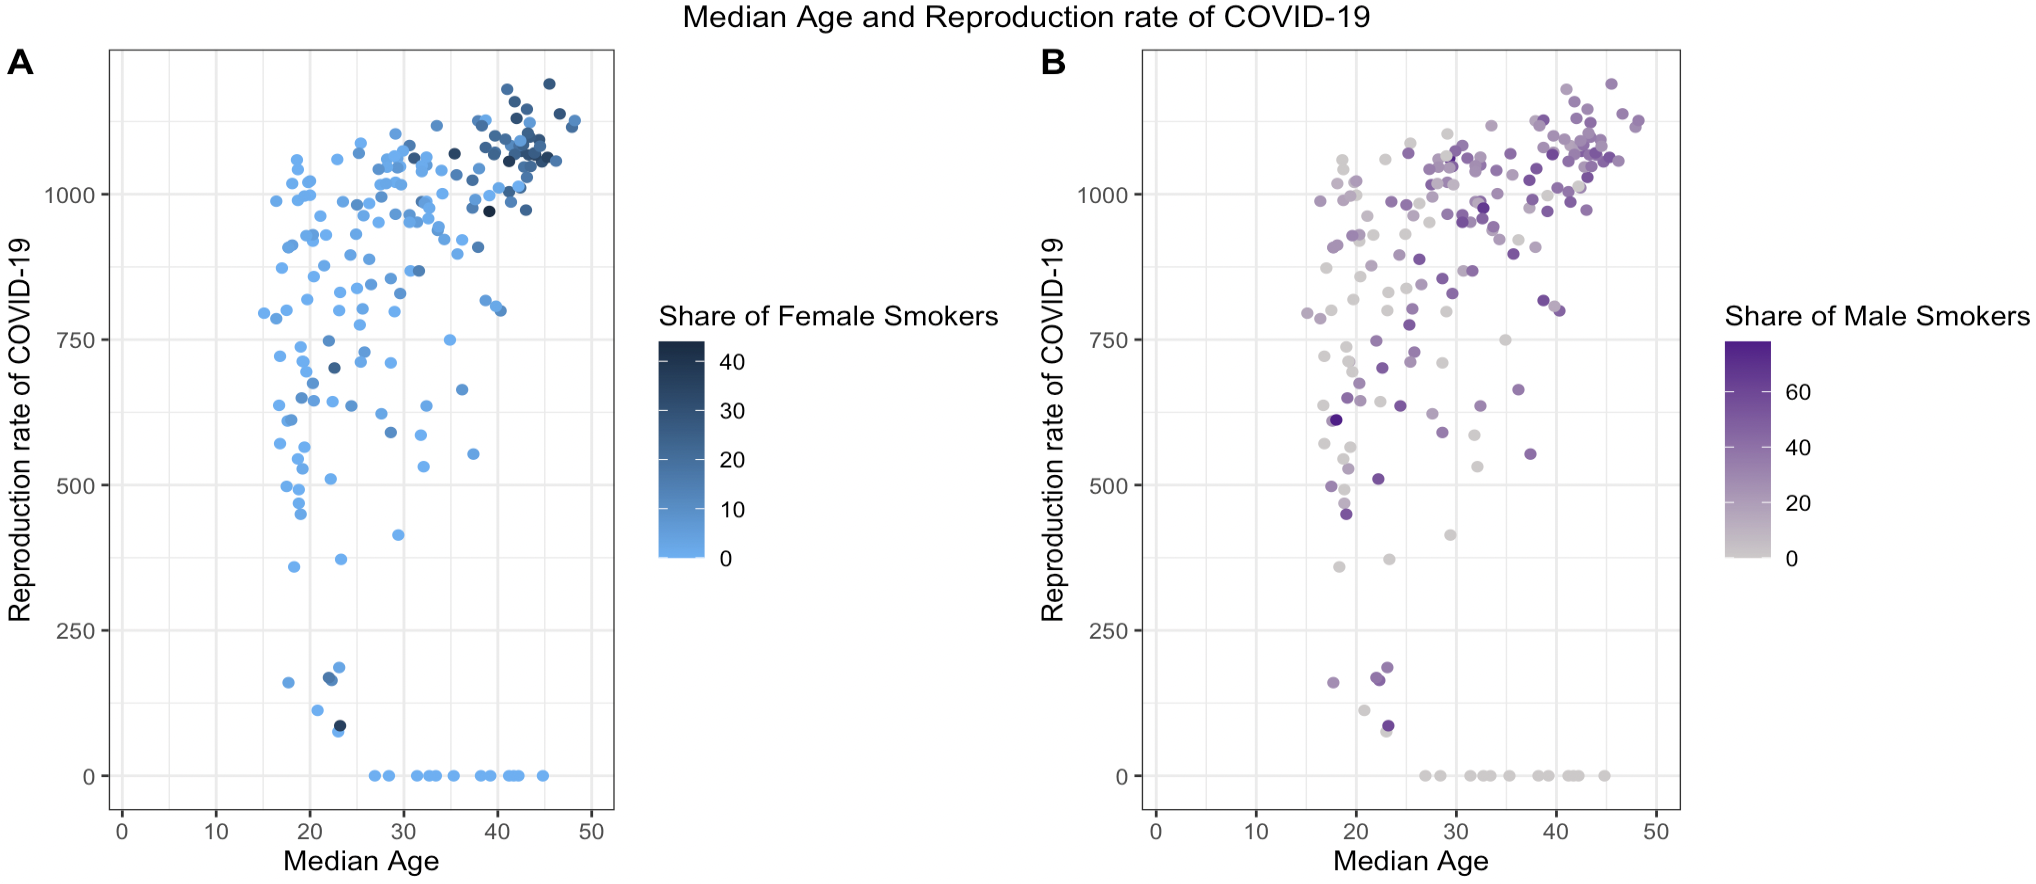 Median Age and Reproduction rate of COVID-19
A
Reproduction rate of COVID-19
1000
750
500
250
0
0 10 20 30 40 50
Median Age
Share of Female Smokers
40
30
20
10
0
B
Reproduction rate of COVID-19
1000
750
500
250
0
0 10 20 30 40 50
Median Age
Share of Male Smokers
60
40
20
0